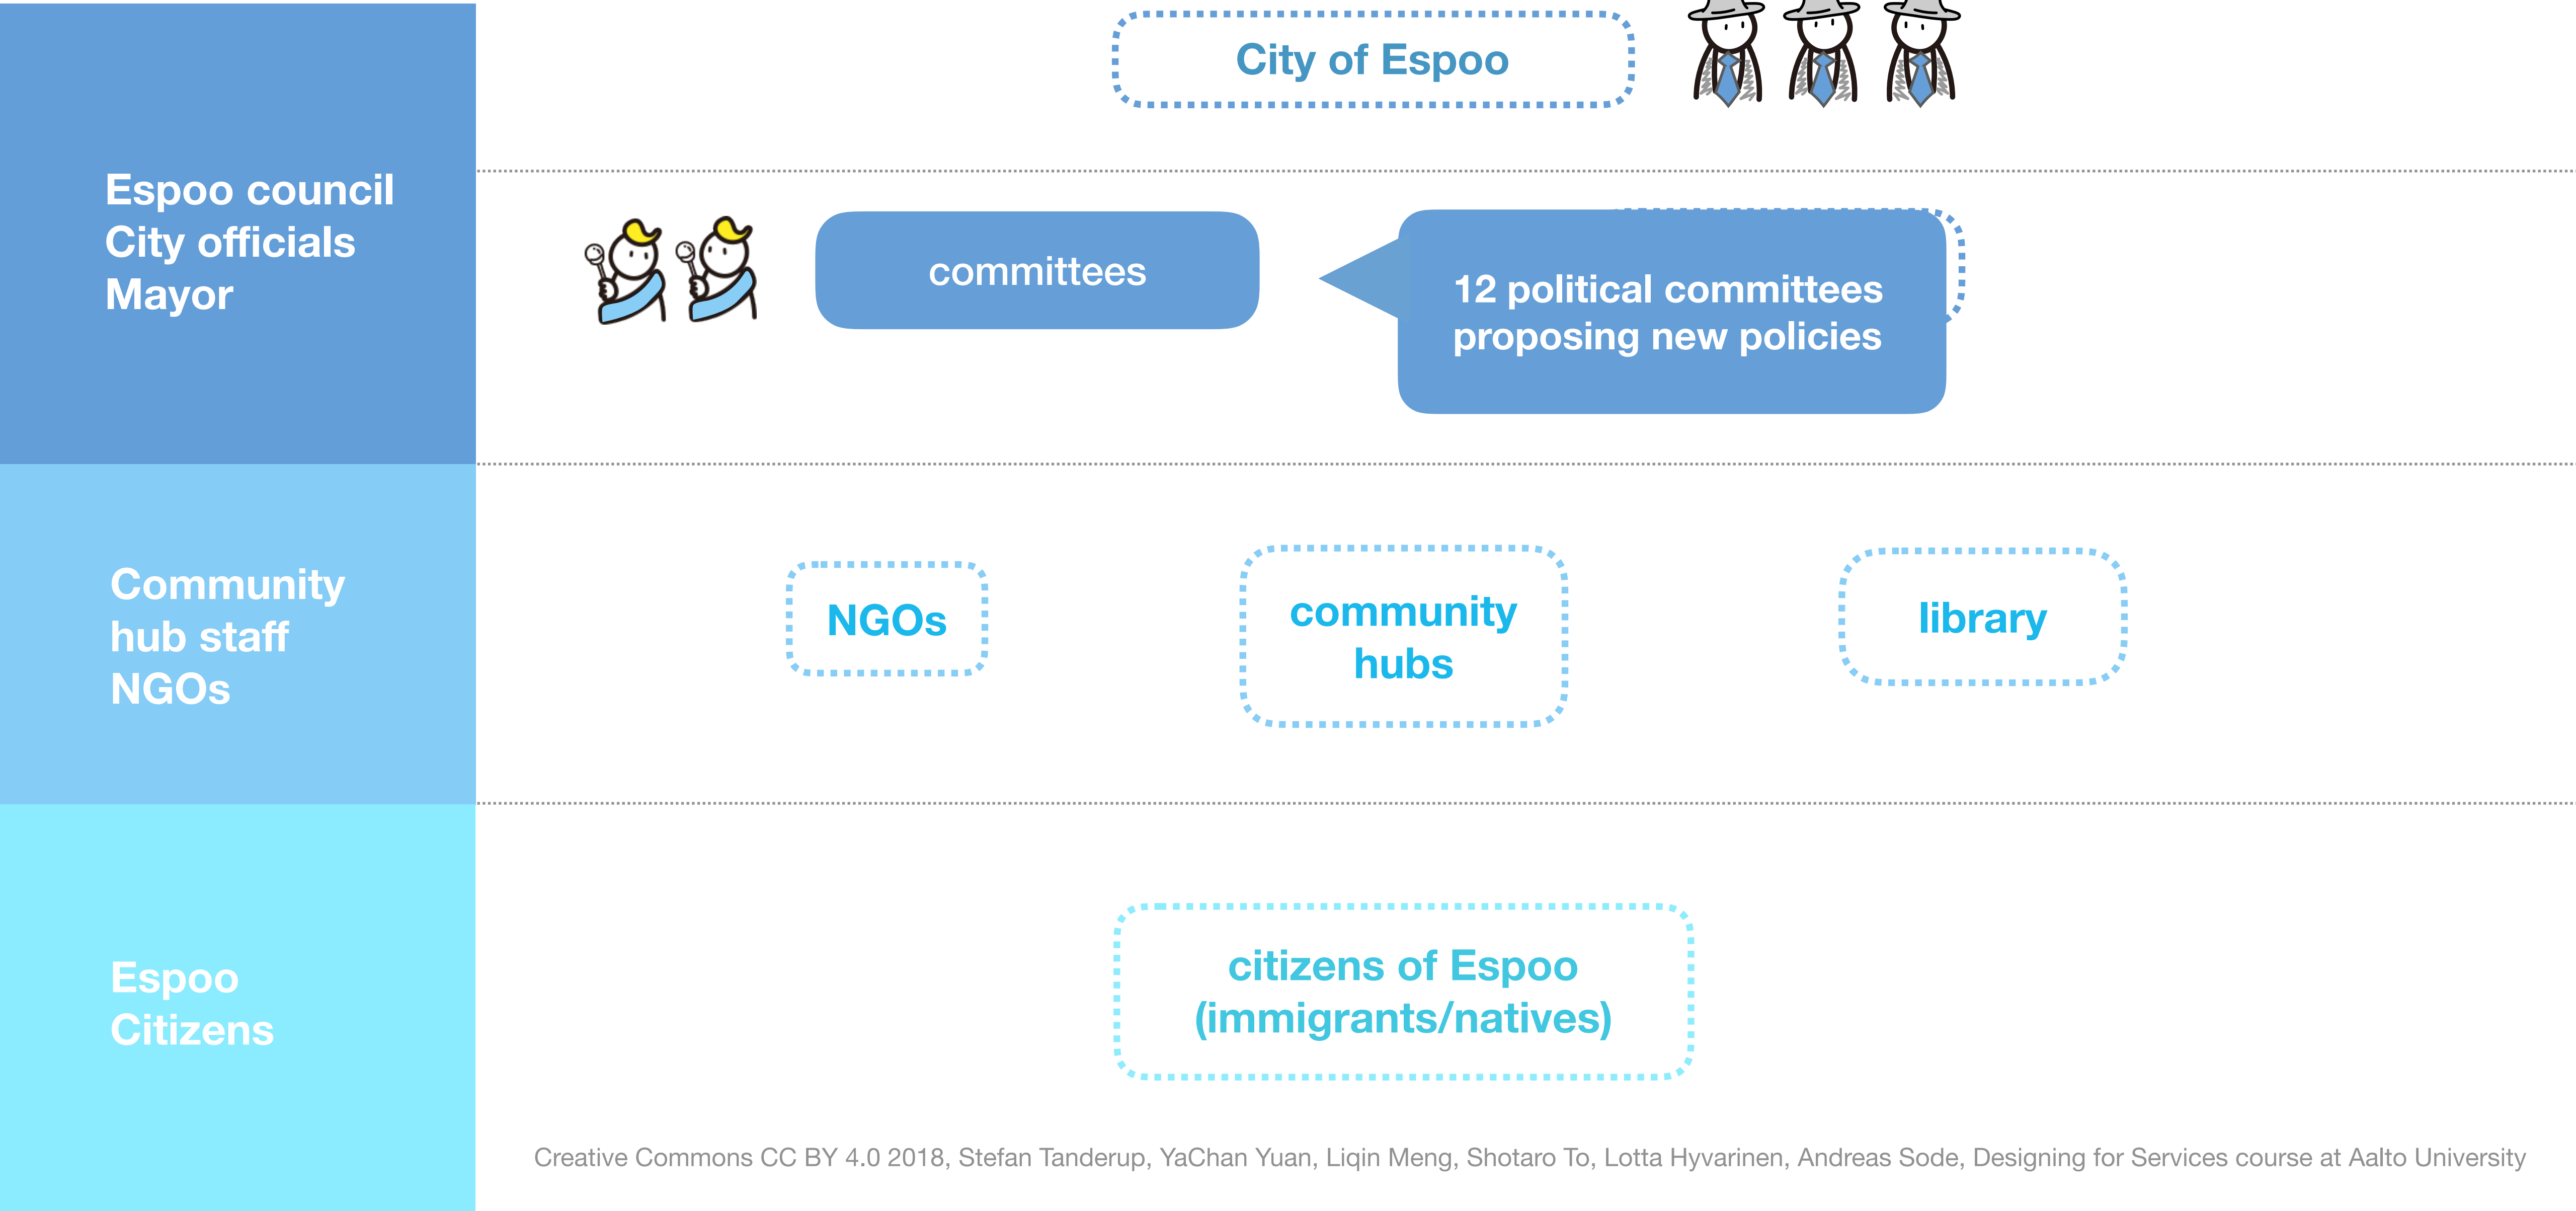 City of Espoo
Espoo council
City officials
Mayor
committees
12 political committees
proposing new policies
Community
hub staff
NGOs
NGOs
community
hubs
library
Espoo
Citizens
citizens of Espoo
(immigrants/natives)
Creative Commons CC BY 4.0 2018, Stefan Tanderup, YaChan Yuan, Liqin Meng, Shotaro To, Lotta Hyvarinen, Andreas Sode, Designing for Services course at Aalto University